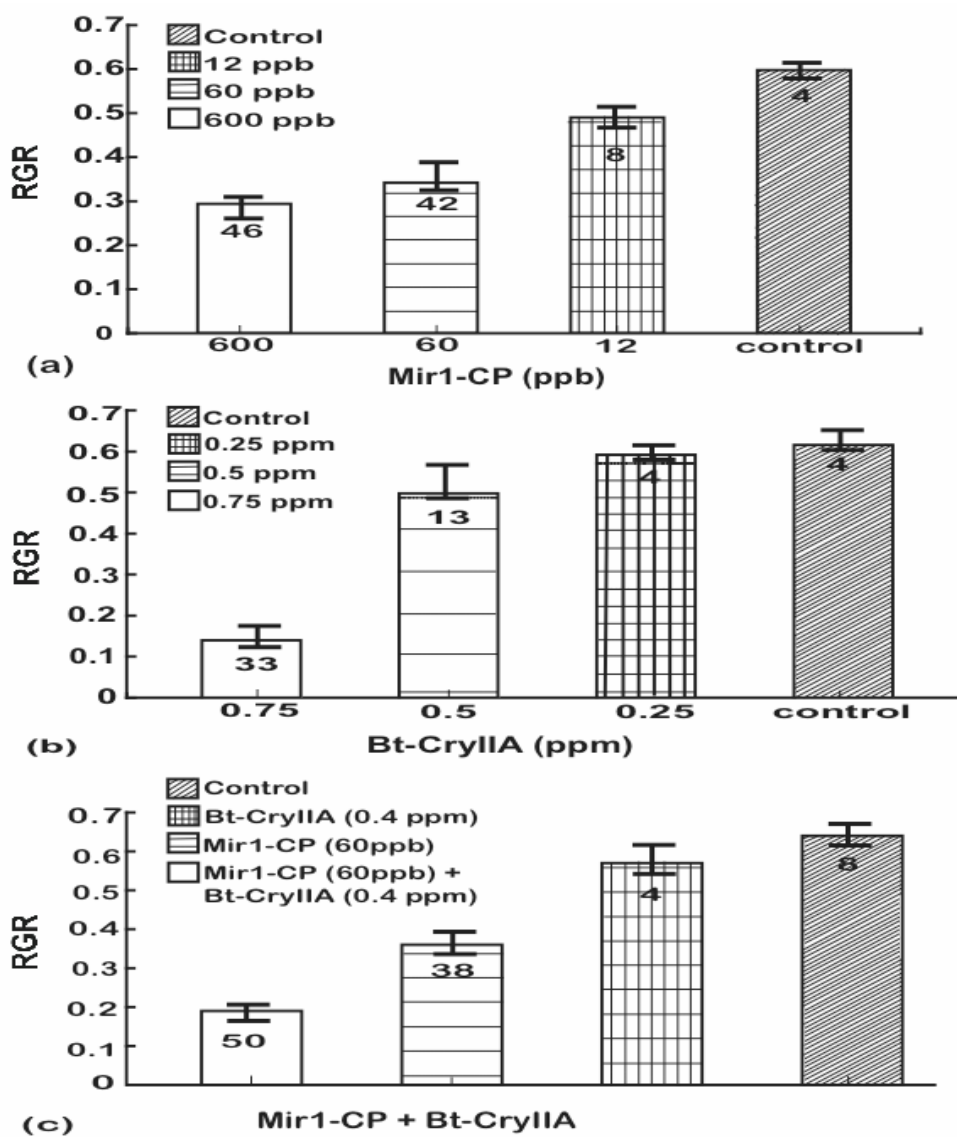 0.7
0.6
0.5
0.4
0.3
0.2
0.1
0
RGR
Control
12 ppb
60 ppb
600 ppb
46
42
8
4
600 60 12 control
(a)
Mir1-CP (ppb)
0.7
0.6
0.5
0.4
0.3
0.2
0.1
0
RGR
Control
0.25 ppm
0.5 ppm
0.75 ppm
33
13
4
4
0.75 0.5 0.25 control
(b)
Bt-CryIIA (ppm)
0.7
0.6
0.5
0.4
0.3
0.2
0.1
0
RGR
Control
Bt-CryIIA (0.4 ppm)
Mir1-CP (60ppb)
Mir1-CP (60ppb) +
Bt-CryIIA (0.4 ppm)
50
38
4
8
(c)
Mir1-CP + Bt-CryIIA